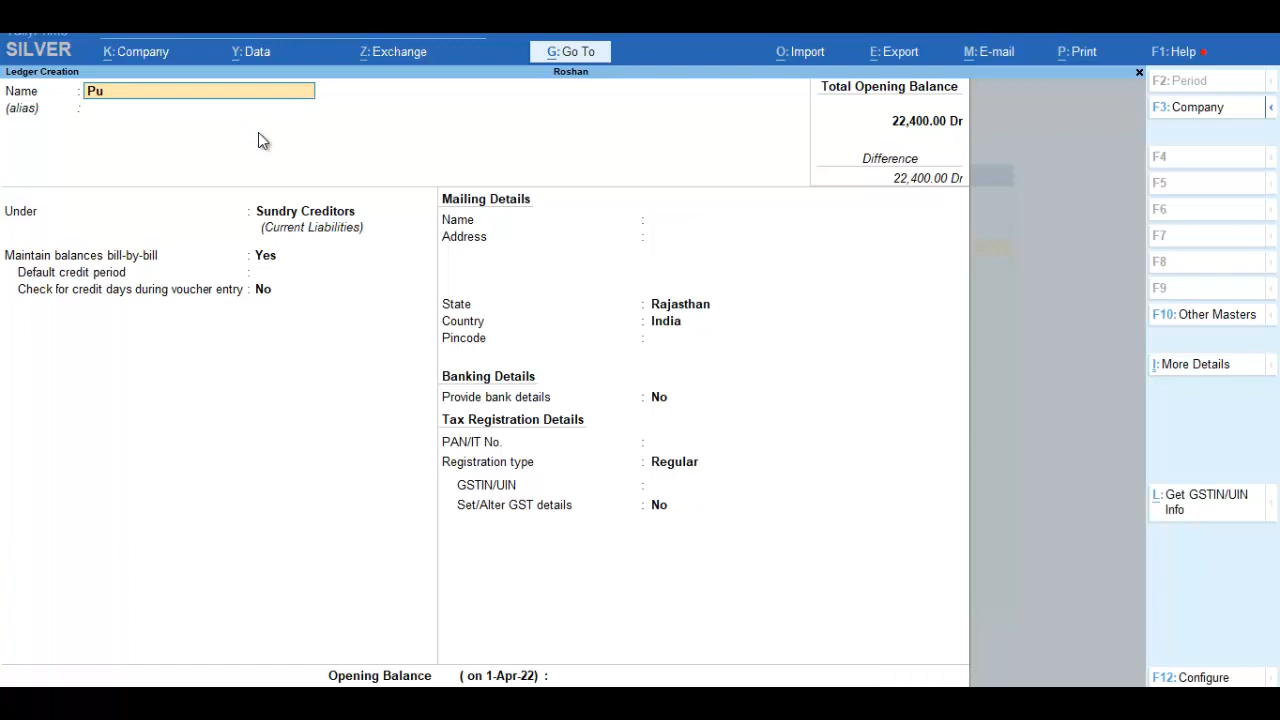 SILVER
K: Company
Y: Data
Z: Exchange
G: Go To
O: Import
E: Export
M: E-mail
P: Print
F1: Help
Ledger Creation
Roshan
Name : Pu
(alias) :
Total Opening Balance
22,400.00 Dr
Difference
22,400.00 Dr
Under : Sundry Creditors
(Current Liabilities)
Maintain balances bill-by-bill : Yes
Default credit period :
Check for credit days during voucher entry : No
Mailing Details
Name :
Address :
State : Rajasthan
Country : India
Pincode :
Banking Details
Provide bank details : No
Tax Registration Details
PAN/IT No. :
Registration type : Regular
GSTIN/UIN :
Set/Alter GST details : No
Opening Balance ( on 1-Apr-22) :
F2: Period
F3: Company
F4
F5
F6
F7
F8
F9
F10: Other Masters
I: More Details
L: Get GSTIN/UIN
Info
F12: Configure